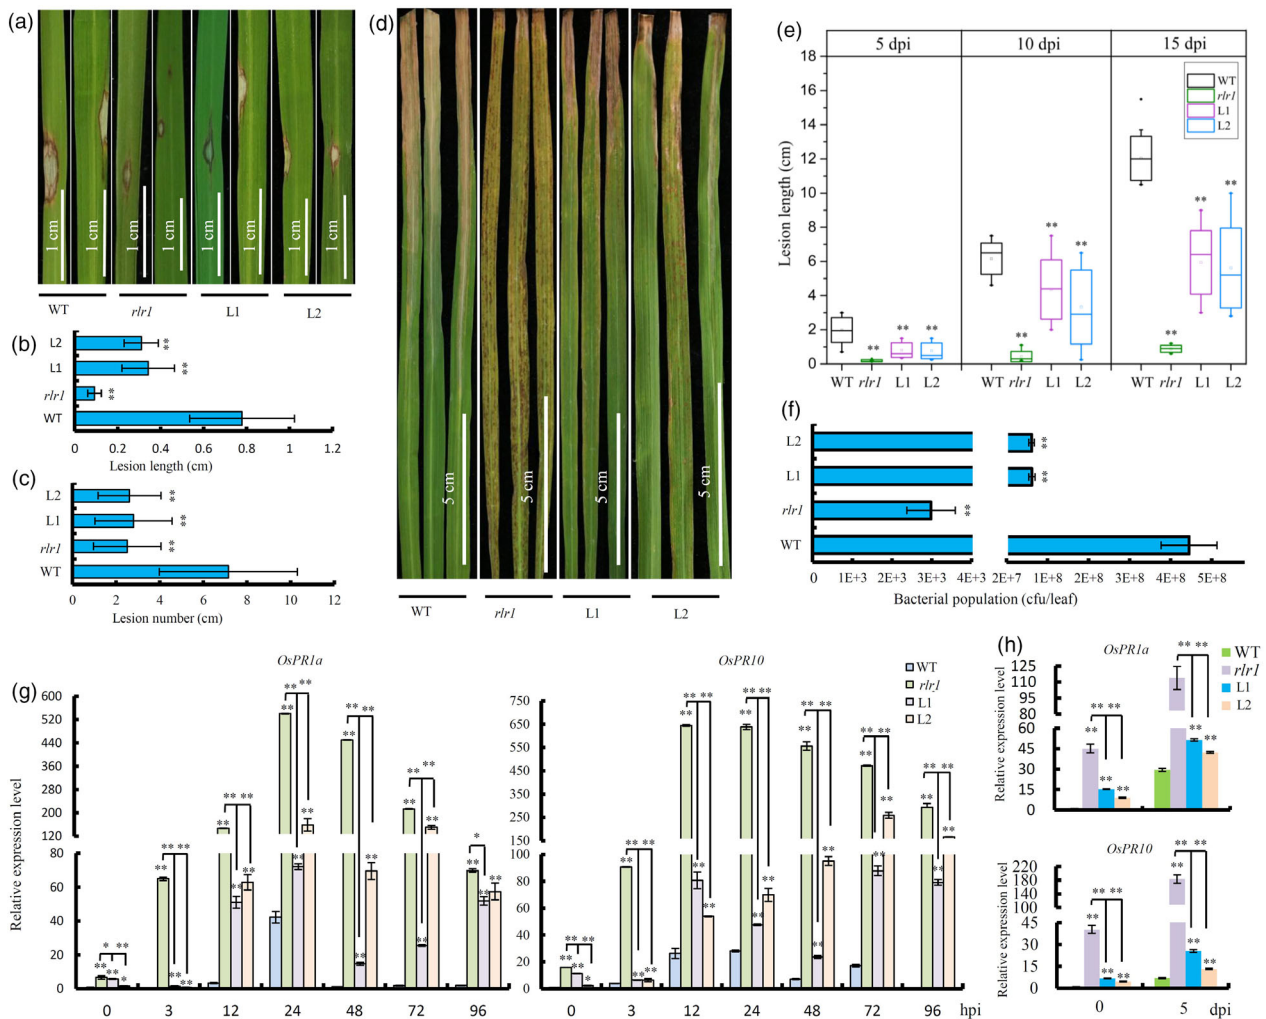 (a)
1 cm 1 cm 1 cm 1 cm 1 cm 1 cm 1 cm 1 cm
WT rlr1 L1 L2
(b)
L2 **
L1 **
rlr1 **
WT
0 0.2 0.4 0.6 0.8 1 1.2
Lesion length (cm)
(c)
L2 **
L1 **
rlr1 **
WT
0 2 4 6 8 10 12
Lesion number (cm)
(d)
5 cm 5 cm 5 cm 5 cm
WT rlr1 L1 L2
(e)
5 dpi 10 dpi 15 dpi
Lesion length (cm)
18
16
14
12
10
8
6
4
2
0
WT
rlr1
L1
L2
** ** **
** ** **
** ** **
WT rlr1 L1 L2 WT rlr1 L1 L2 WT rlr1 L1 L2
(f)
L2 **
L1 **
rlr1 **
WT
0 1E+3 2E+3 3E+3 4E+3 2E+7 1E+8 2E+8 3E+8 4E+8 5E+8
Bacterial population (cfu/leaf)
(g)
OsPR1a
Relative expression level
600
520
440
360
280
200
120
80
60
40
20
0
* ** ** ** *
** ** ** ** **
** ** ** ** **
** ** ** ** **
** ** ** ** **
** ** ** ** **
* ** **
0 3 12 24 48 72 96
OsPR10
750
650
550
450
350
250
150
100
80
60
40
20
0
** ** ** ** *
** ** ** ** **
** ** ** ** **
** ** ** ** **
** ** ** ** **
** ** ** ** **
** ** ** ** **
0 3 12 24 48 72 96 hpi
WT
rlr1
L1
L2
(h)
OsPR1a
Relative expression level
125
110
95
80
60
45
30
15
0
** ** ** ** **
** ** ** ** **
WT
rlr1
L1
L2
OsPR10
Relative expression level
220
180
140
100
45
30
15
0
** ** ** ** **
** ** ** ** **
0 5 dpi